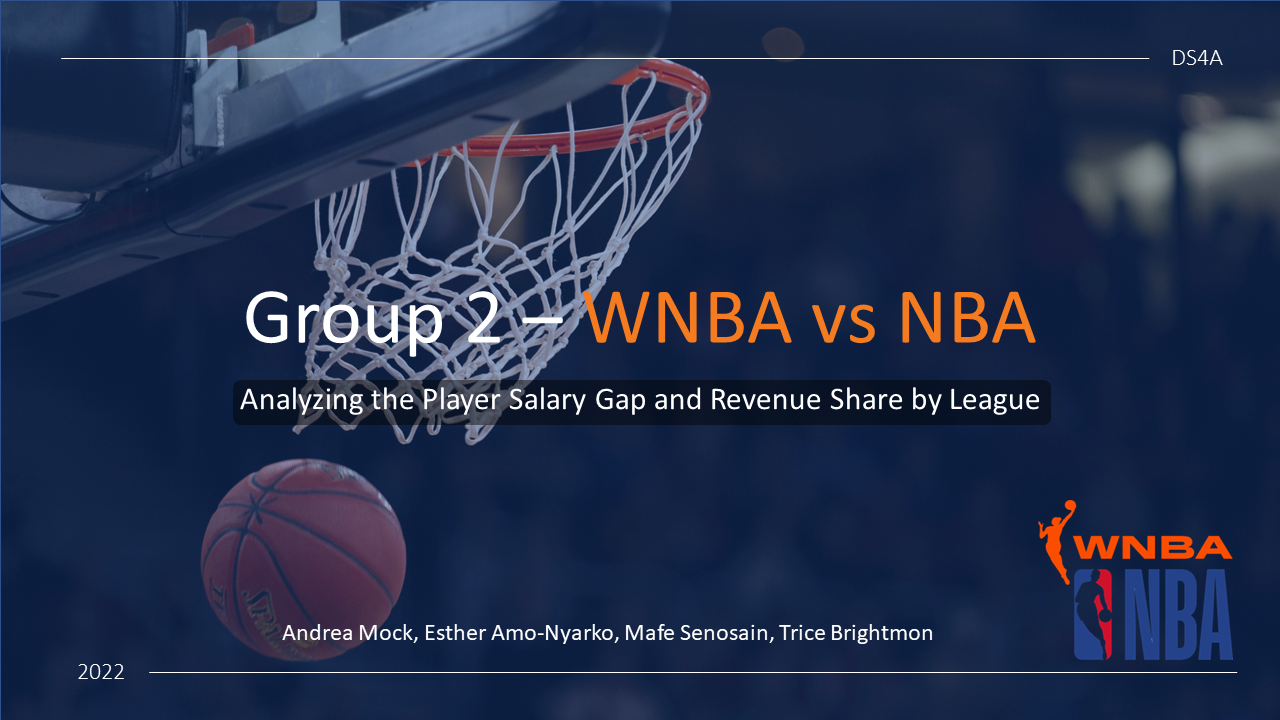 DS4A
Group 2 – WNBA vs NBA
Analyzing the Player Salary Gap and Revenue Share by League
WNBA
NBA
Andrea Mock, Esther Amo-Nyarko, Mafe Senosain, Trice Brightmon
2022